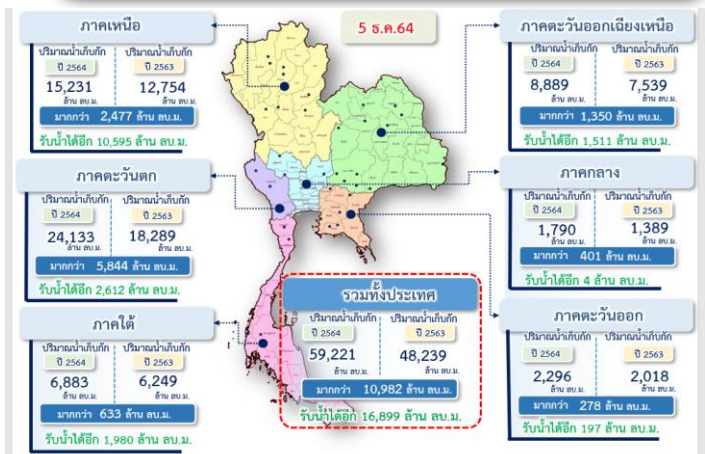 5 ธ.ค.64
ภาคเหนือ
ปริมาณน้ำเก็บกัก ปริมาณน้ำเก็บกัก
ปี 2564 ปี 2563
15,231 12,754
ล้าน ลบ.ม. ล้าน ลบ.ม.
มากกว่า 2,477 ล้าน ลบ.ม.
รับน้ำได้อีก 10,595 ล้าน ลบ.ม.
ภาคตะวันออกเฉียงเหนือ
ปริมาณน้ำเก็บกัก ปริมาณน้ำเก็บกัก
ปี 2564 ปี 2563
8,889 7,539
ล้าน ลบ.ม. ล้าน ลบ.ม.
มากกว่า 1,350 ล้าน ลบ.ม.
รับน้ำได้อีก 1,511 ล้าน ลบ.ม.
ภาคตะวันตก
ปริมาณน้ำเก็บกัก ปริมาณน้ำเก็บกัก
ปี 2564 ปี 2563
24,133 18,289
ล้าน ลบ.ม. ล้าน ลบ.ม.
มากกว่า 5,844 ล้าน ลบ.ม.
รับน้ำได้อีก 2,612 ล้าน ลบ.ม.
ภาคกลาง
ปริมาณน้ำเก็บกัก ปริมาณน้ำเก็บกัก
ปี 2564 ปี 2563
1,790 1,389
ล้าน ลบ.ม. ล้าน ลบ.ม.
มากกว่า 401 ล้าน ลบ.ม.
รับน้ำได้อีก 4 ล้าน ลบ.ม.
ภาคใต้
ปริมาณน้ำเก็บกัก ปริมาณน้ำเก็บกัก
ปี 2564 ปี 2563
6,883 6,249
ล้าน ลบ.ม. ล้าน ลบ.ม.
มากกว่า 633 ล้าน ลบ.ม.
รับน้ำได้อีก 1,980 ล้าน ลบ.ม.
รวมทั้งประเทศ
ปริมาณน้ำเก็บกัก ปริมาณน้ำเก็บกัก
ปี 2564 ปี 2563
59,221 48,239
ล้าน ลบ.ม. ล้าน ลบ.ม.
มากกว่า 10,982 ล้าน ลบ.ม.
รับน้ำได้อีก 16,899 ล้าน ลบ.ม.
ภาคตะวันออก
ปริมาณน้ำเก็บกัก ปริมาณน้ำเก็บกัก
ปี 2564 ปี 2563
2,296 2,018
ล้าน ลบ.ม. ล้าน ลบ.ม.
มากกว่า 278 ล้าน ลบ.ม.
รับน้ำได้อีก 197 ล้าน ลบ.ม.